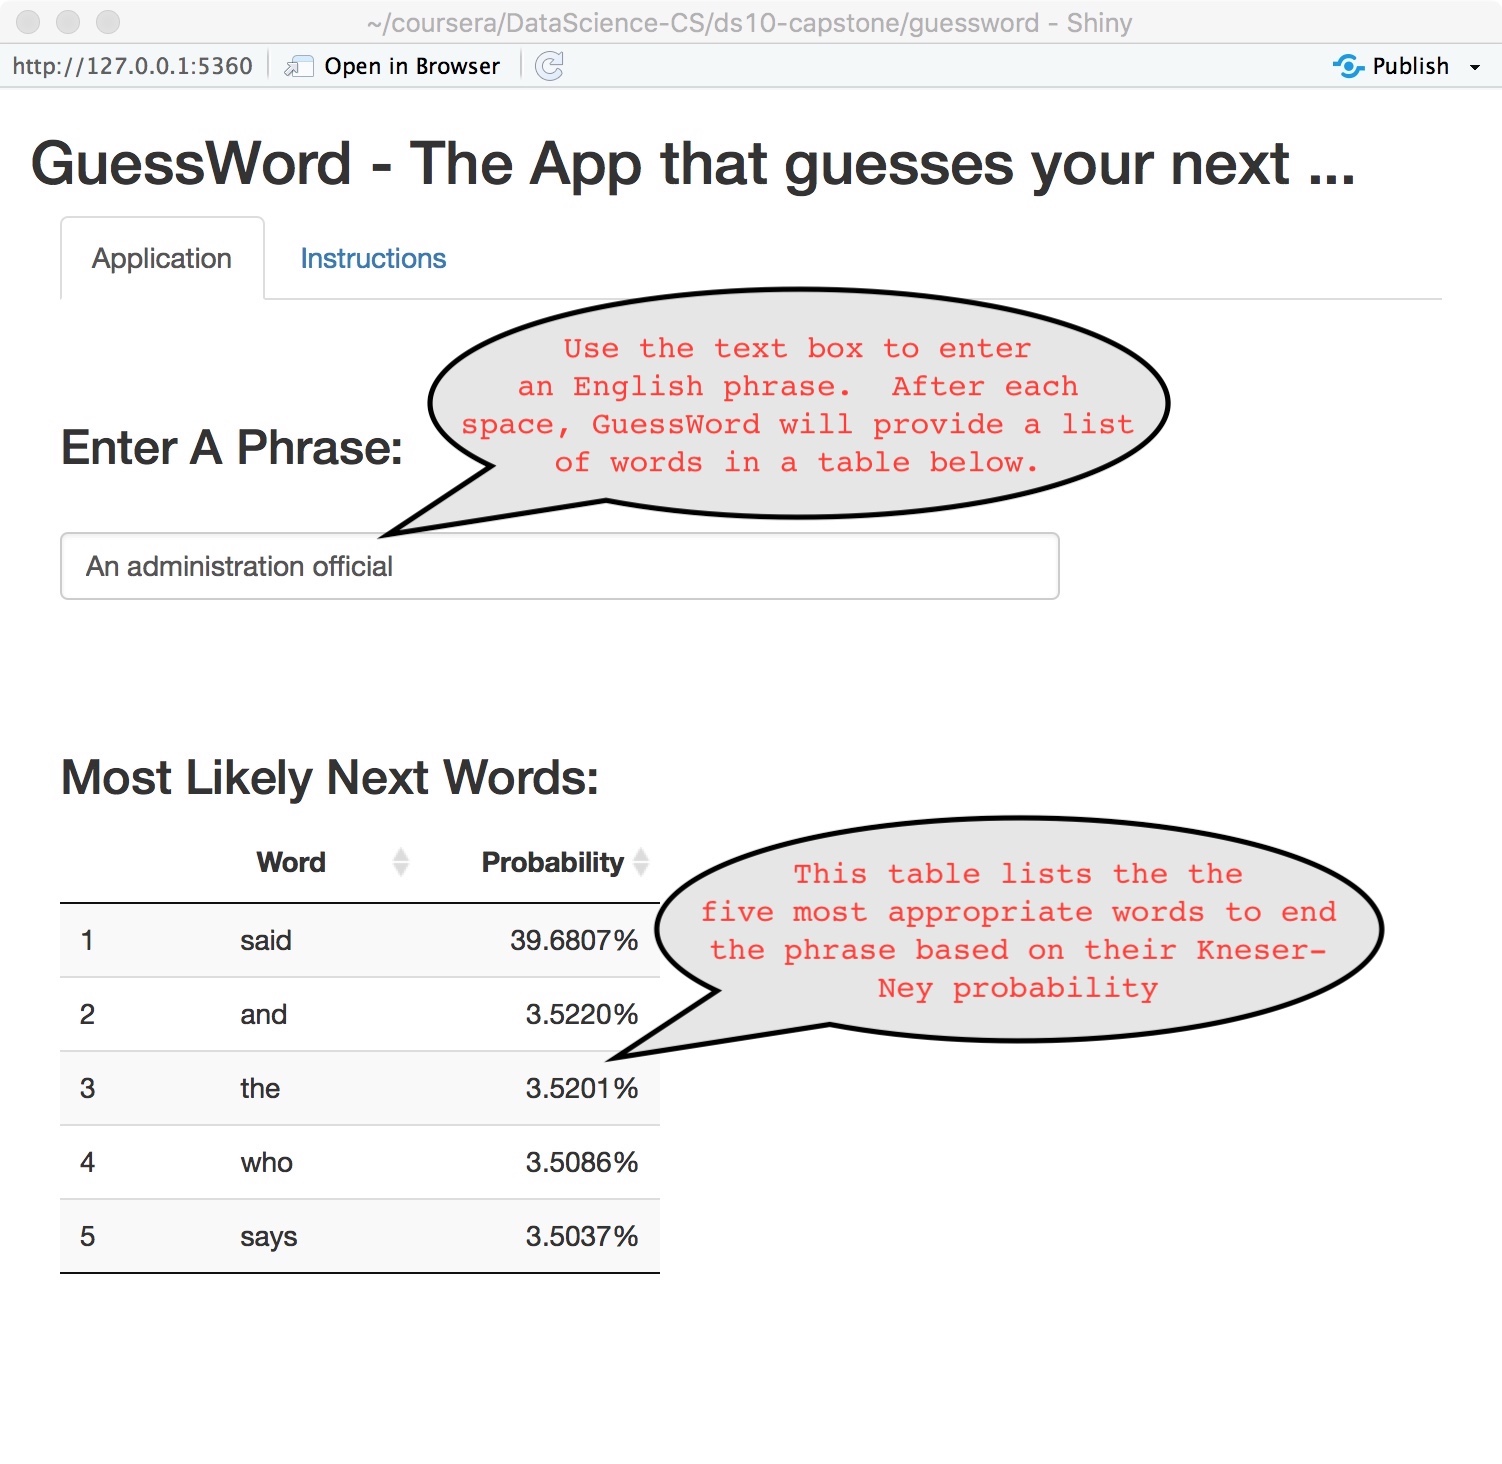 ~/coursera/DataScience-CS/ds10-capstone/guessword - Shiny
http://127.0.0.1:5360 Open in Browser Publish
GuessWord - The App that guesses your next ...
Application Instructions
Use the text box to enter
an English phrase.  After each
space, GuessWord will provide a list
of words in a table below.
Enter A Phrase:
An administration official
Most Likely Next Words:
Word Probability
1 said 39.6807%
2 and 3.5220%
3 the 3.5201%
4 who 3.5086%
5 says 3.5037%
This table lists the the
five most appropriate words to end
the phrase based on their Kneser-
Ney probability